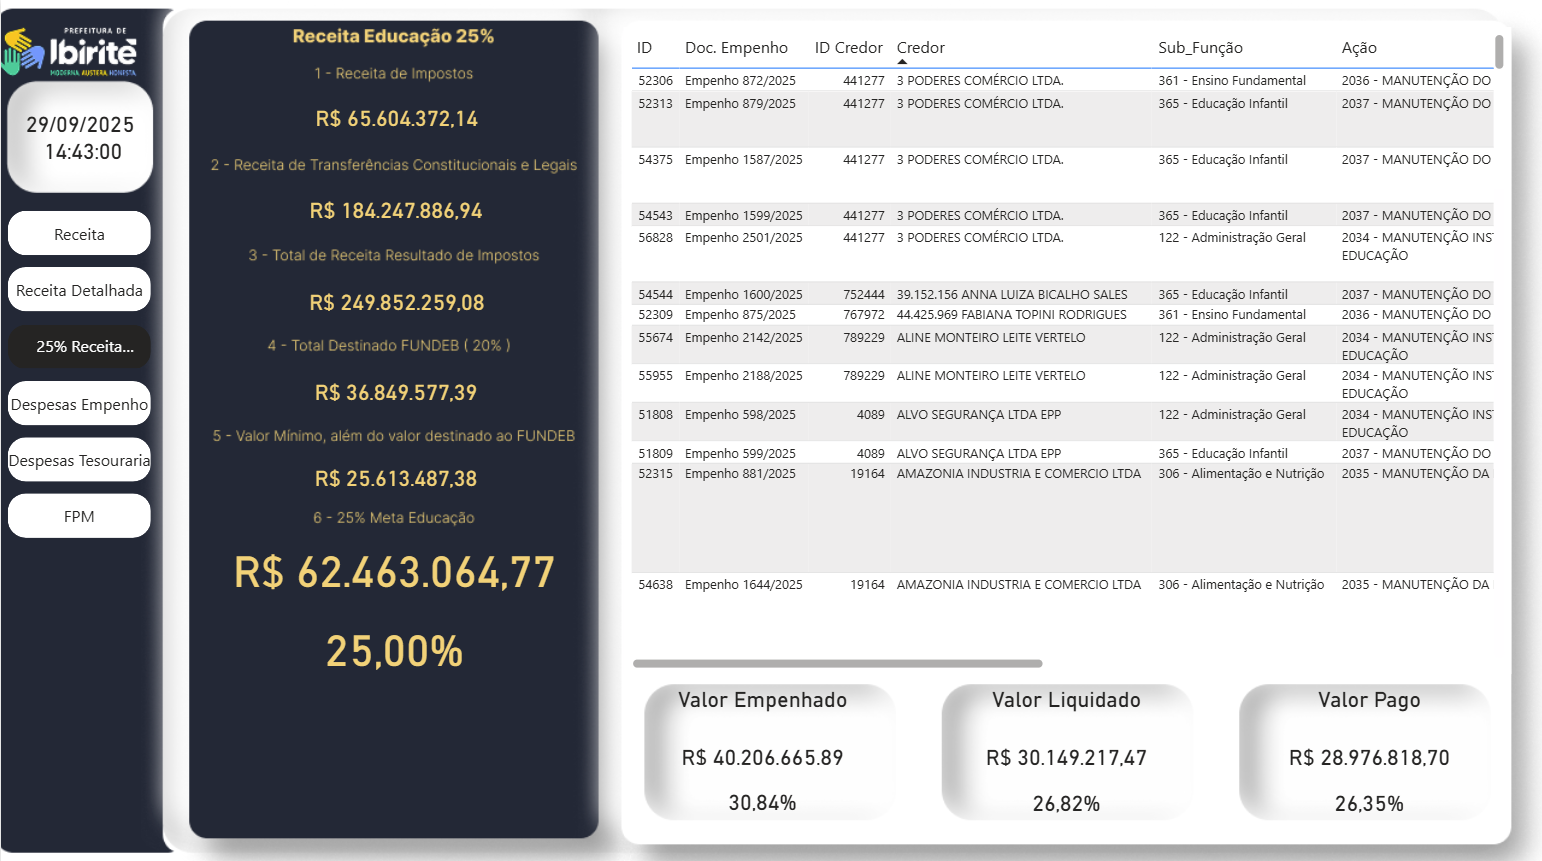 PREFEITURA DE
Ibirité
MODERNA. AUSTERA. HONESTA.
29/09/2025
14:43:00
Receita
Receita Detalhada
25% Receita...
Despesas Empenho
Despesas Tesouraria
FPM
Receita Educação 25%
1 - Receita de Impostos
R$ 65.604.372,14
2 - Receita de Transferências Constitucionais e Legais
R$ 184.247.886,94
3 - Total de Receita Resultado de Impostos
R$ 249.852.259,08
4 - Total Destinado FUNDEB ( 20% )
R$ 36.849.577,39
5 - Valor Mínimo, além do valor destinado ao FUNDEB
R$ 25.613.487,38
6 - 25% Meta Educação
R$ 62.463.064,77
25,00%
ID Doc. Empenho ID Credor Credor Sub_Função Ação
52306 Empenho 872/2025 441277 3 PODERES COMÉRCIO LTDA. 361 - Ensino Fundamental 2036 - MANUTENÇÃO DO
52313 Empenho 879/2025 441277 3 PODERES COMÉRCIO LTDA. 365 - Educação Infantil 2037 - MANUTENÇÃO DO
54375 Empenho 1587/2025 441277 3 PODERES COMÉRCIO LTDA. 365 - Educação Infantil 2037 - MANUTENÇÃO DO
54543 Empenho 1599/2025 441277 3 PODERES COMÉRCIO LTDA. 365 - Educação Infantil 2037 - MANUTENÇÃO DO
56828 Empenho 2501/2025 441277 3 PODERES COMÉRCIO LTDA. 122 - Administração Geral 2034 - MANUTENÇÃO INST
EDUCAÇÃO
54544 Empenho 1600/2025 752444 39.152.156 ANNA LUIZA BICALHO SALES 365 - Educação Infantil 2037 - MANUTENÇÃO DO
52309 Empenho 875/2025 767972 44.425.969 FABIANA TOPINI RODRIGUES 361 - Ensino Fundamental 2036 - MANUTENÇÃO DO
55674 Empenho 2142/2025 789229 ALINE MONTEIRO LEITE VERTELO 122 - Administração Geral 2034 - MANUTENÇÃO INST
EDUCAÇÃO
55955 Empenho 2188/2025 789229 ALINE MONTEIRO LEITE VERTELO 122 - Administração Geral 2034 - MANUTENÇÃO INST
EDUCAÇÃO
51808 Empenho 598/2025 4089 ALVO SEGURANÇA LTDA EPP 122 - Administração Geral 2034 - MANUTENÇÃO INST
EDUCAÇÃO
51809 Empenho 599/2025 4089 ALVO SEGURANÇA LTDA EPP 365 - Educação Infantil 2037 - MANUTENÇÃO DO
52315 Empenho 881/2025 19164 AMAZONIA INDUSTRIA E COMERCIO LTDA 306 - Alimentação e Nutrição 2035 - MANUTENÇÃO DA
54638 Empenho 1644/2025 19164 AMAZONIA INDUSTRIA E COMERCIO LTDA 306 - Alimentação e Nutrição 2035 - MANUTENÇÃO DA
Valor Empenhado
R$ 40.206.665.89
30,84%
Valor Liquidado
R$ 30.149.217,47
26,82%
Valor Pago
R$ 28.976.818,70
26,35%